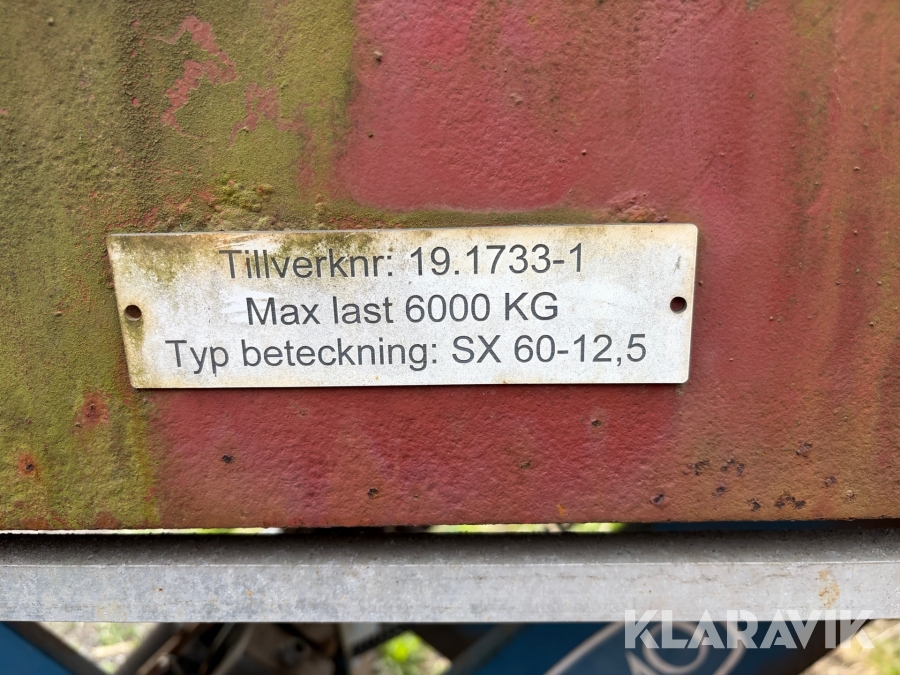 Tillverknr: 19.1733-1
Max last 6000 KG
Typ beteckning: SX 60-12,5
KLARAVIK